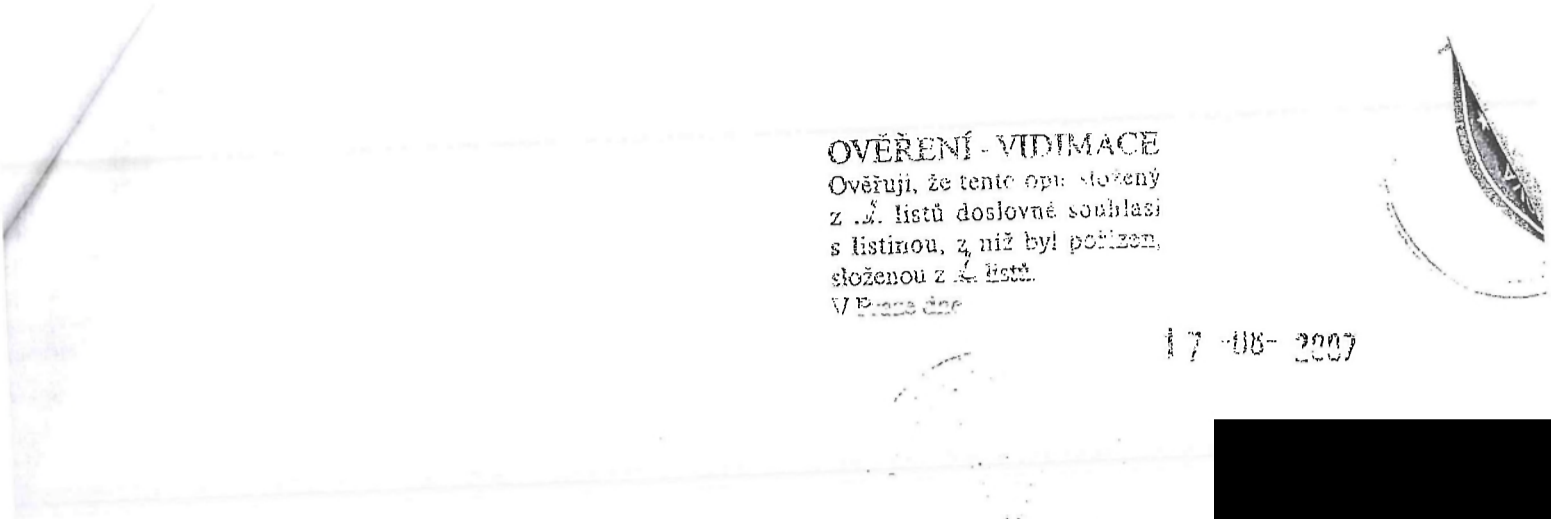 OVĚŘENÍ - VIDIMACE
Ověřuji, že tento opis složený
z listů doslovně souhlasí
s listinou, z níž byl pořízen,
složenou z listů.
V Praze dne
17 -08- 2007